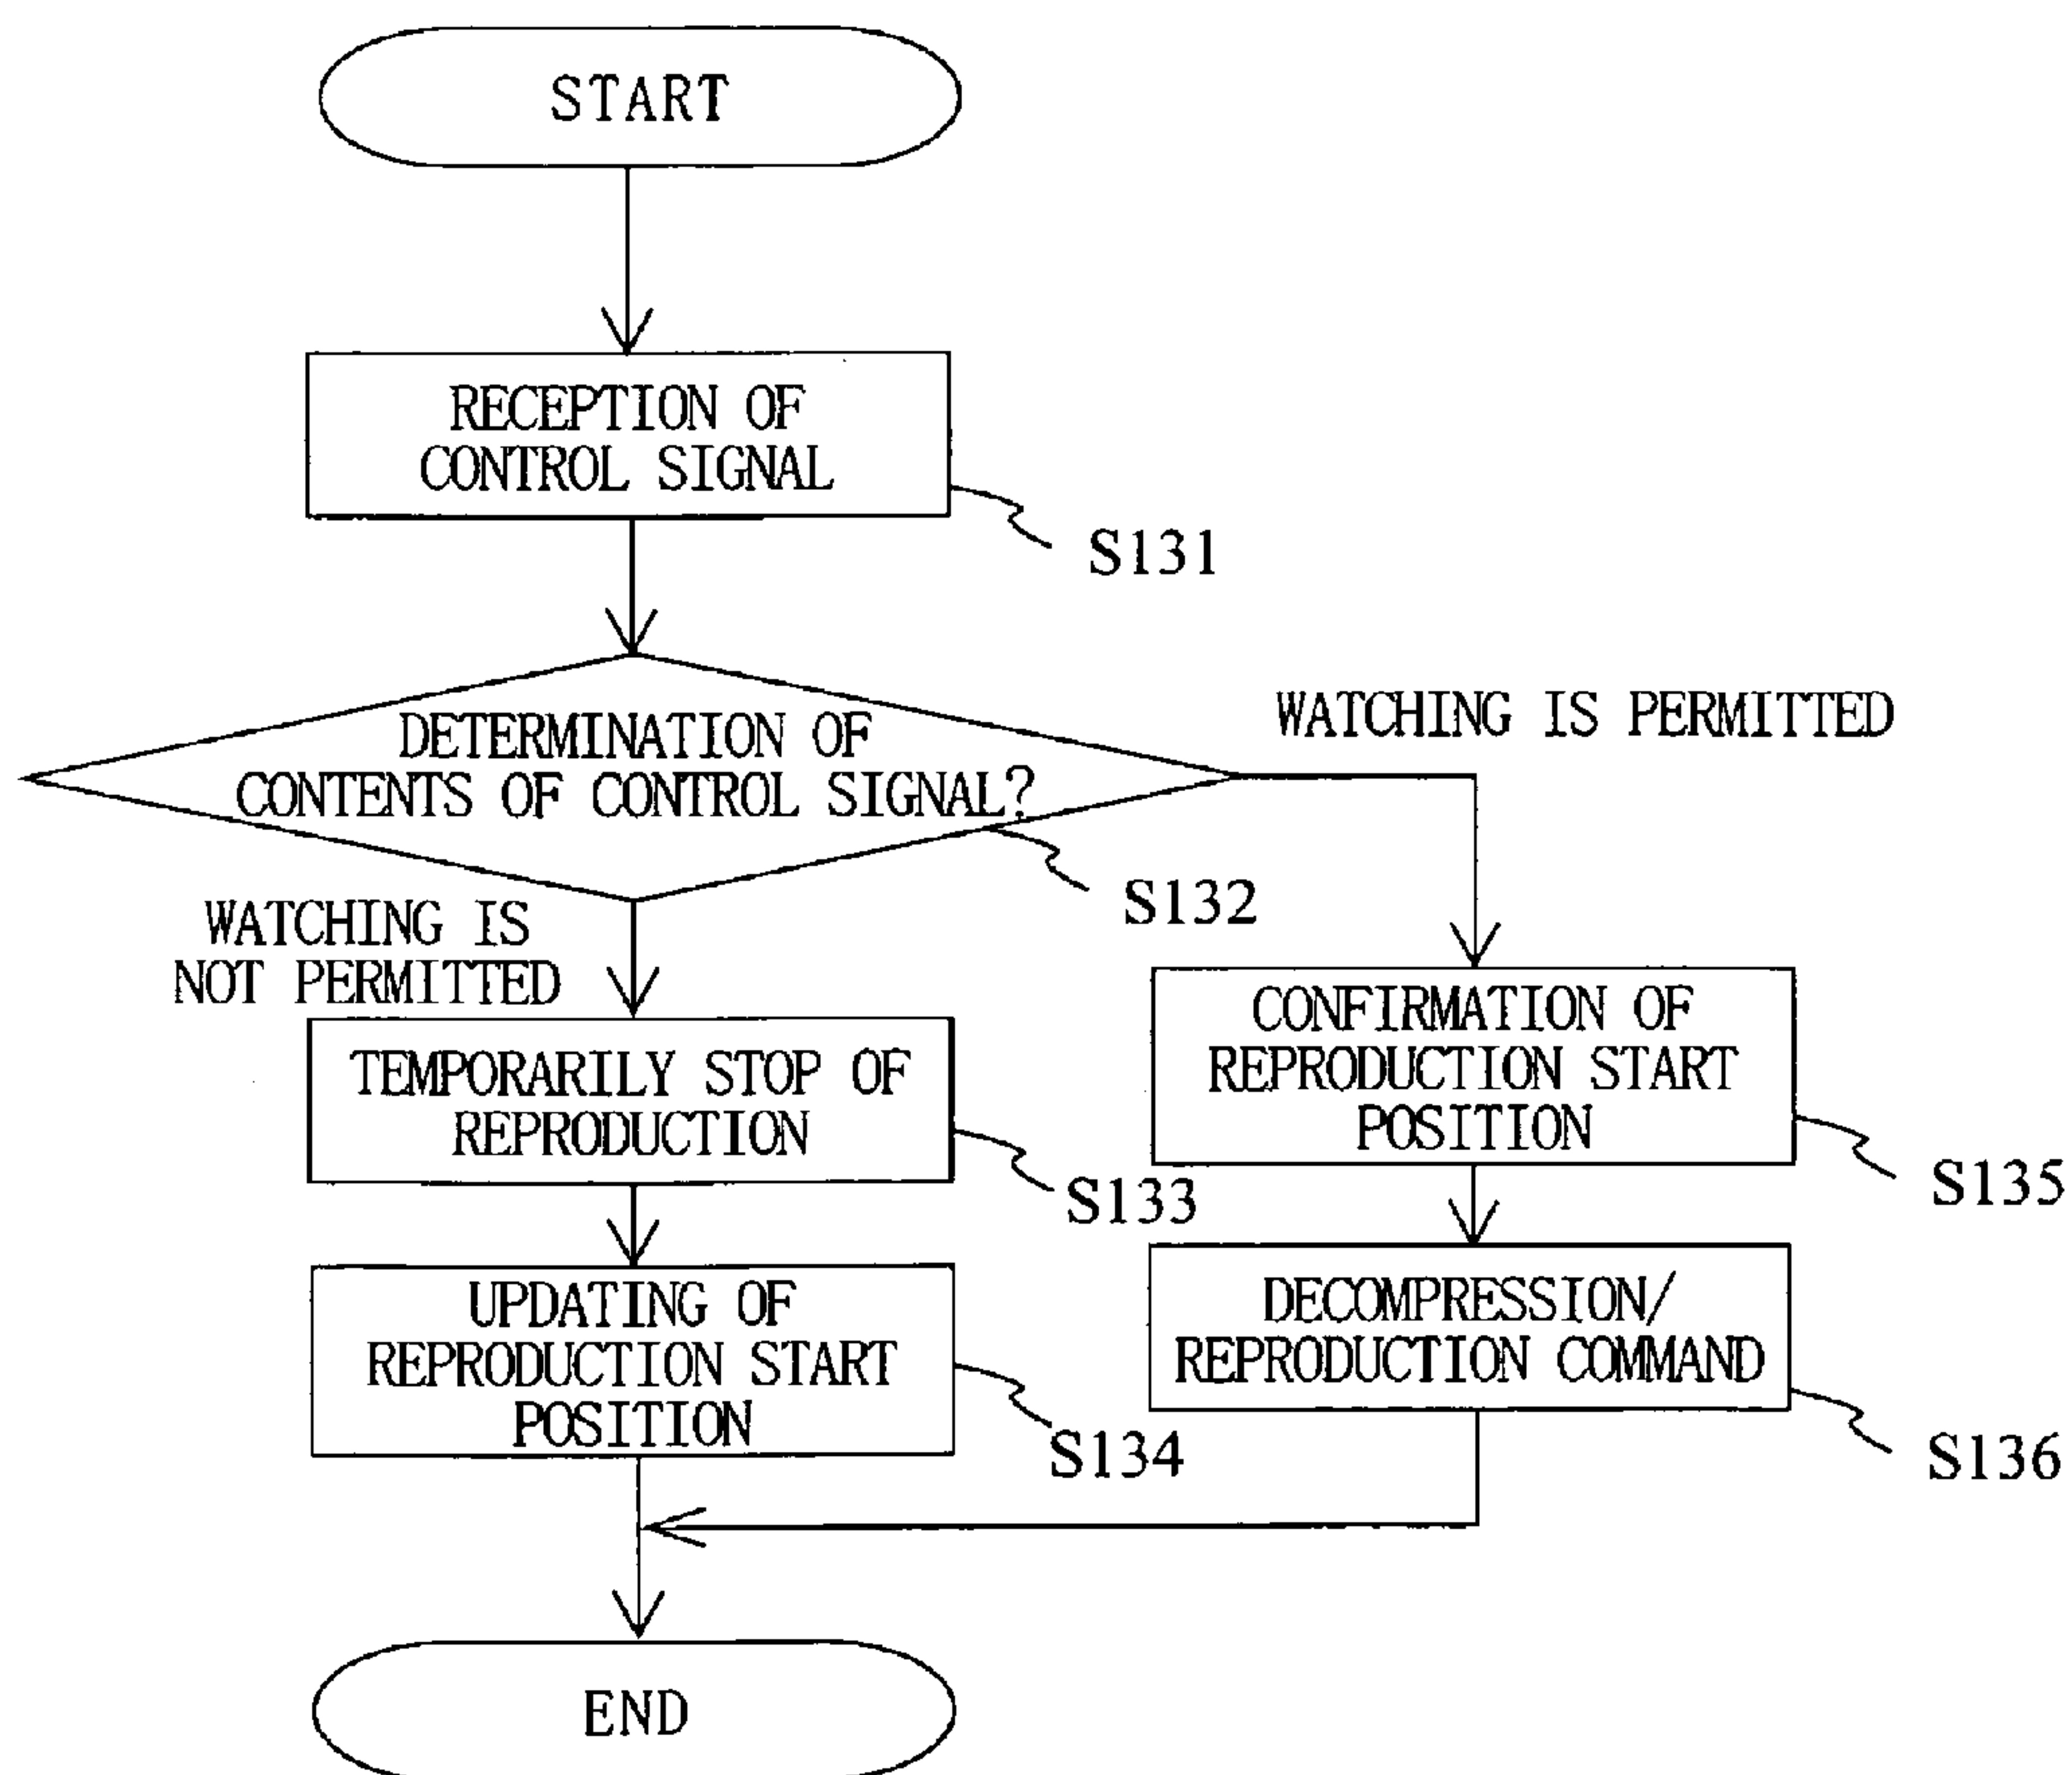 START
RECEPTION OF
CONTROL SIGNAL
S131
DETERMINATION OF
CONTENTS OF CONTROL SIGNAL?
S132
WATCHING IS PERMITTED
WATCHING IS
NOT PERMITTED
TEMPORARILY STOP OF
REPRODUCTION
S133
UPDATING OF
REPRODUCTION START
POSITION
S134
CONFIRMATION OF
REPRODUCTION START
POSITION
S135
DECOMPRESSION/
REPRODUCTION COMMAND
S136
END